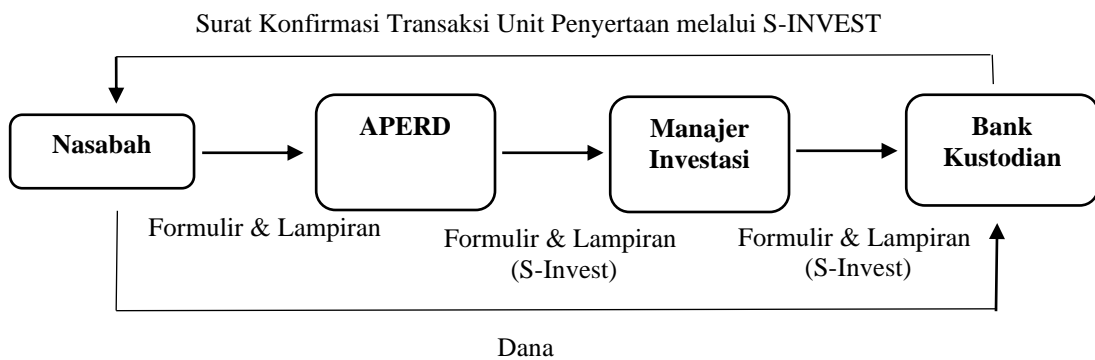 Surat Konfirmasi Transaksi Unit Penyertaan melalui S-INVEST
Nasabah
APERD
Manajer
Investasi
Bank
Kustodian
Formulir & Lampiran
Formulir & Lampiran
(S-Invest)
Formulir & Lampiran
(S-Invest)
Dana